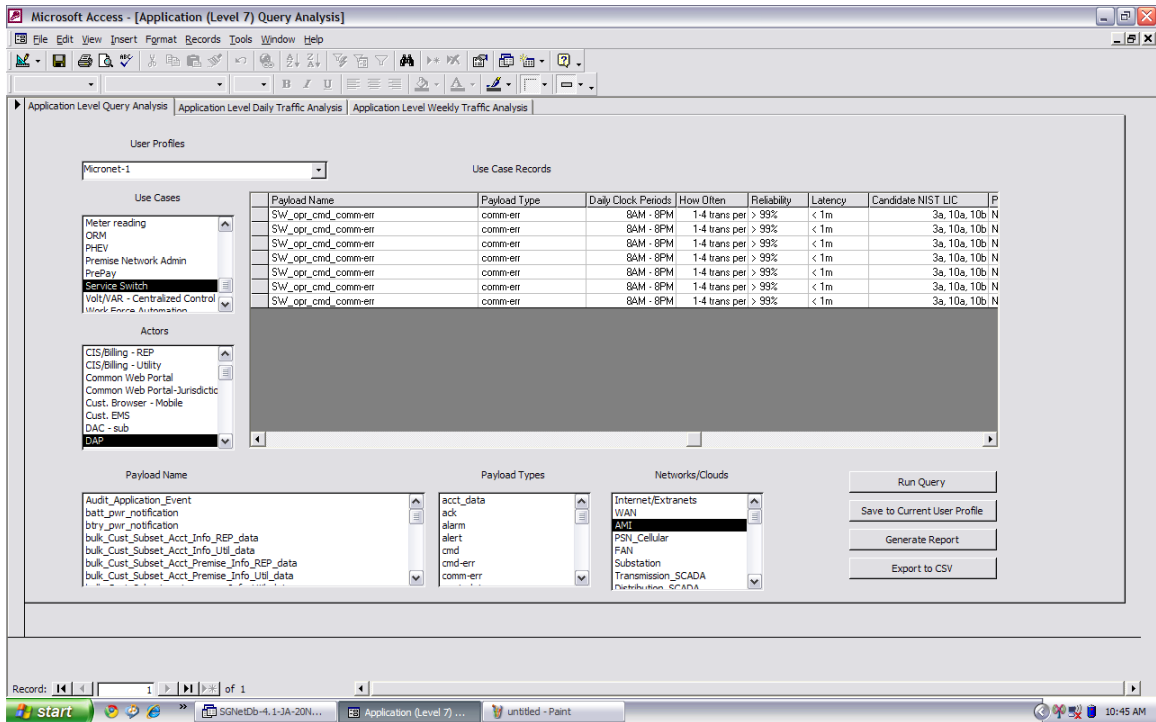 Microsoft Access - [Application (Level 7) Query Analysis]
File Edit View Insert Format Records Tools Window Help
Application Level Query Analysis Application Level Daily Traffic Analysis Application Level Weekly Traffic Analysis
User Profiles
Micronet-1
Use Case Records
Use Cases
Meter reading
ORM
PHEV
Premise Network Admin
PrePay
Service Switch
Volt/VAR - Centralized Control
Work Force Automation
Payload Name Payload Type Daily Clock Periods How Often Reliability Latency Candidate NIST LIC P
SW_opr_cmd_comm-err comm-err 8AM - 8PM 1-4 trans per > 99% < 1m 3a, 10a, 10b N
SW_opr_cmd_comm-err comm-err 8AM - 8PM 1-4 trans per > 99% < 1m 3a, 10a, 10b N
SW_opr_cmd_comm-err comm-err 8AM - 8PM 1-4 trans per > 99% < 1m 3a, 10a, 10b N
SW_opr_cmd_comm-err comm-err 8AM - 8PM 1-4 trans per > 99% < 1m 3a, 10a, 10b N
SW_opr_cmd_comm-err comm-err 8AM - 8PM 1-4 trans per > 99% < 1m 3a, 10a, 10b N
SW_opr_cmd_comm-err comm-err 8AM - 8PM 1-4 trans per > 99% < 1m 3a, 10a, 10b N
SW_opr_cmd_comm-err comm-err 8AM - 8PM 1-4 trans per > 99% < 1m 3a, 10a, 10b N
Actors
CIS/Billing - REP
CIS/Billing - Utility
Common Web Portal
Common Web Portal-Jurisdictic
Cust. Browser - Mobile
Cust. EMS
DAC - sub
DAP
Payload Name
Audit_Application_Event
batt_pwr_notification
btry_pwr_notification
bulk_Cust_Subset_Acct_Info_REP_data
bulk_Cust_Subset_Acct_Info_Util_data
bulk_Cust_Subset_Acct_Premise_Info_REP_data
bulk_Cust_Subset_Acct_Premise_Info_Util_data
Payload Types
acct_data
ack
alarm
alert
cmd
cmd-err
comm-err
Networks/Clouds
Internet/Extranets
WAN
AMI
PSN_Cellular
FAN
Substation
Transmission_SCADA
Distribution_SCADA
Run Query
Save to Current User Profile
Generate Report
Export to CSV
Record: 1 of 1
start SGNetDb-4.1-JA-20N... Application (Level 7) ... untitled - Paint 10:45 AM